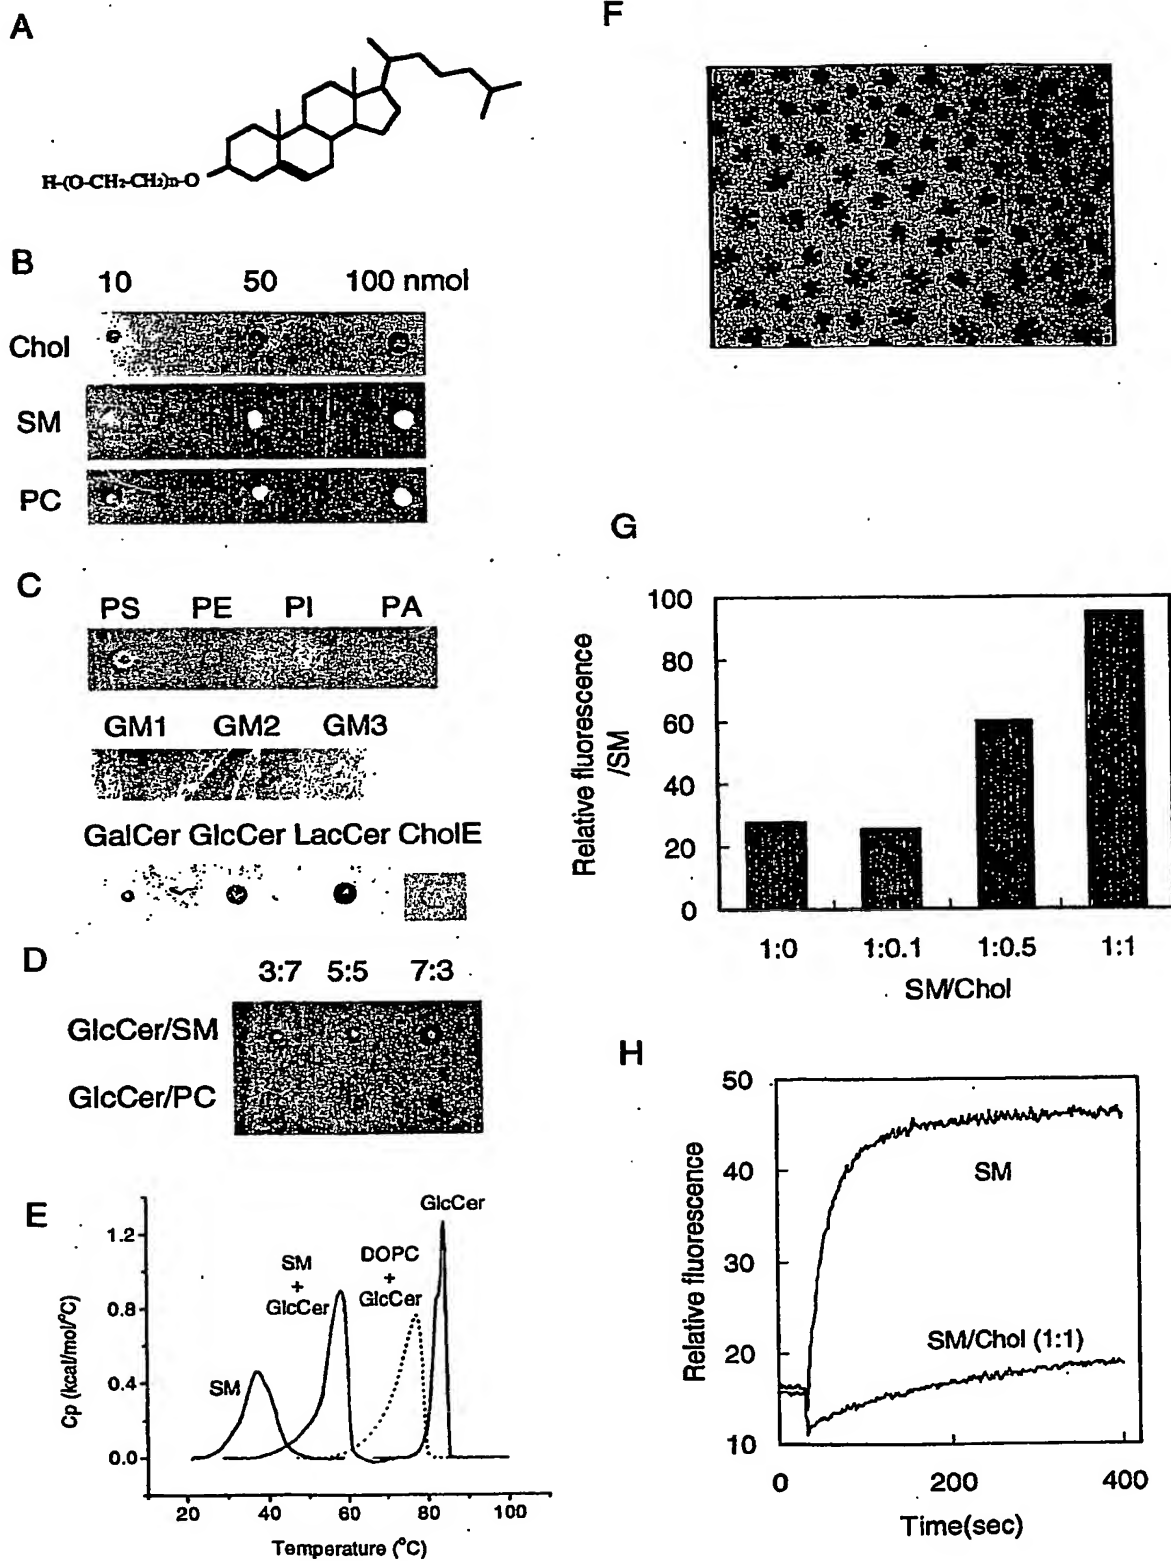 A
H-(O-CH2-CH2)n-O
B
10 50 100 nmol
Chol
SM
PC
C
PS PE PI PA
GM1 GM2 GM3
GalCer GlcCer LacCer CholE
D
3:7 5:5 7:3
GlcCer/SM
GlcCer/PC
E
Cp (kcal/mol/°C)
1.2
0.8
0.4
0.0
SM
SM
+
GlcCer
DOPC
+
GlcCer
GlcCer
20 40 60 80 100
Temperature (°C)
F
G
Relative fluorescence
/SM
100
80
60
40
20
0
1:0 1:0.1 1:0.5 1:1
SM/Chol
H
Relative fluorescence
50
40
30
20
10
SM
SM/Chol (1:1)
0 200 400
Time(sec)